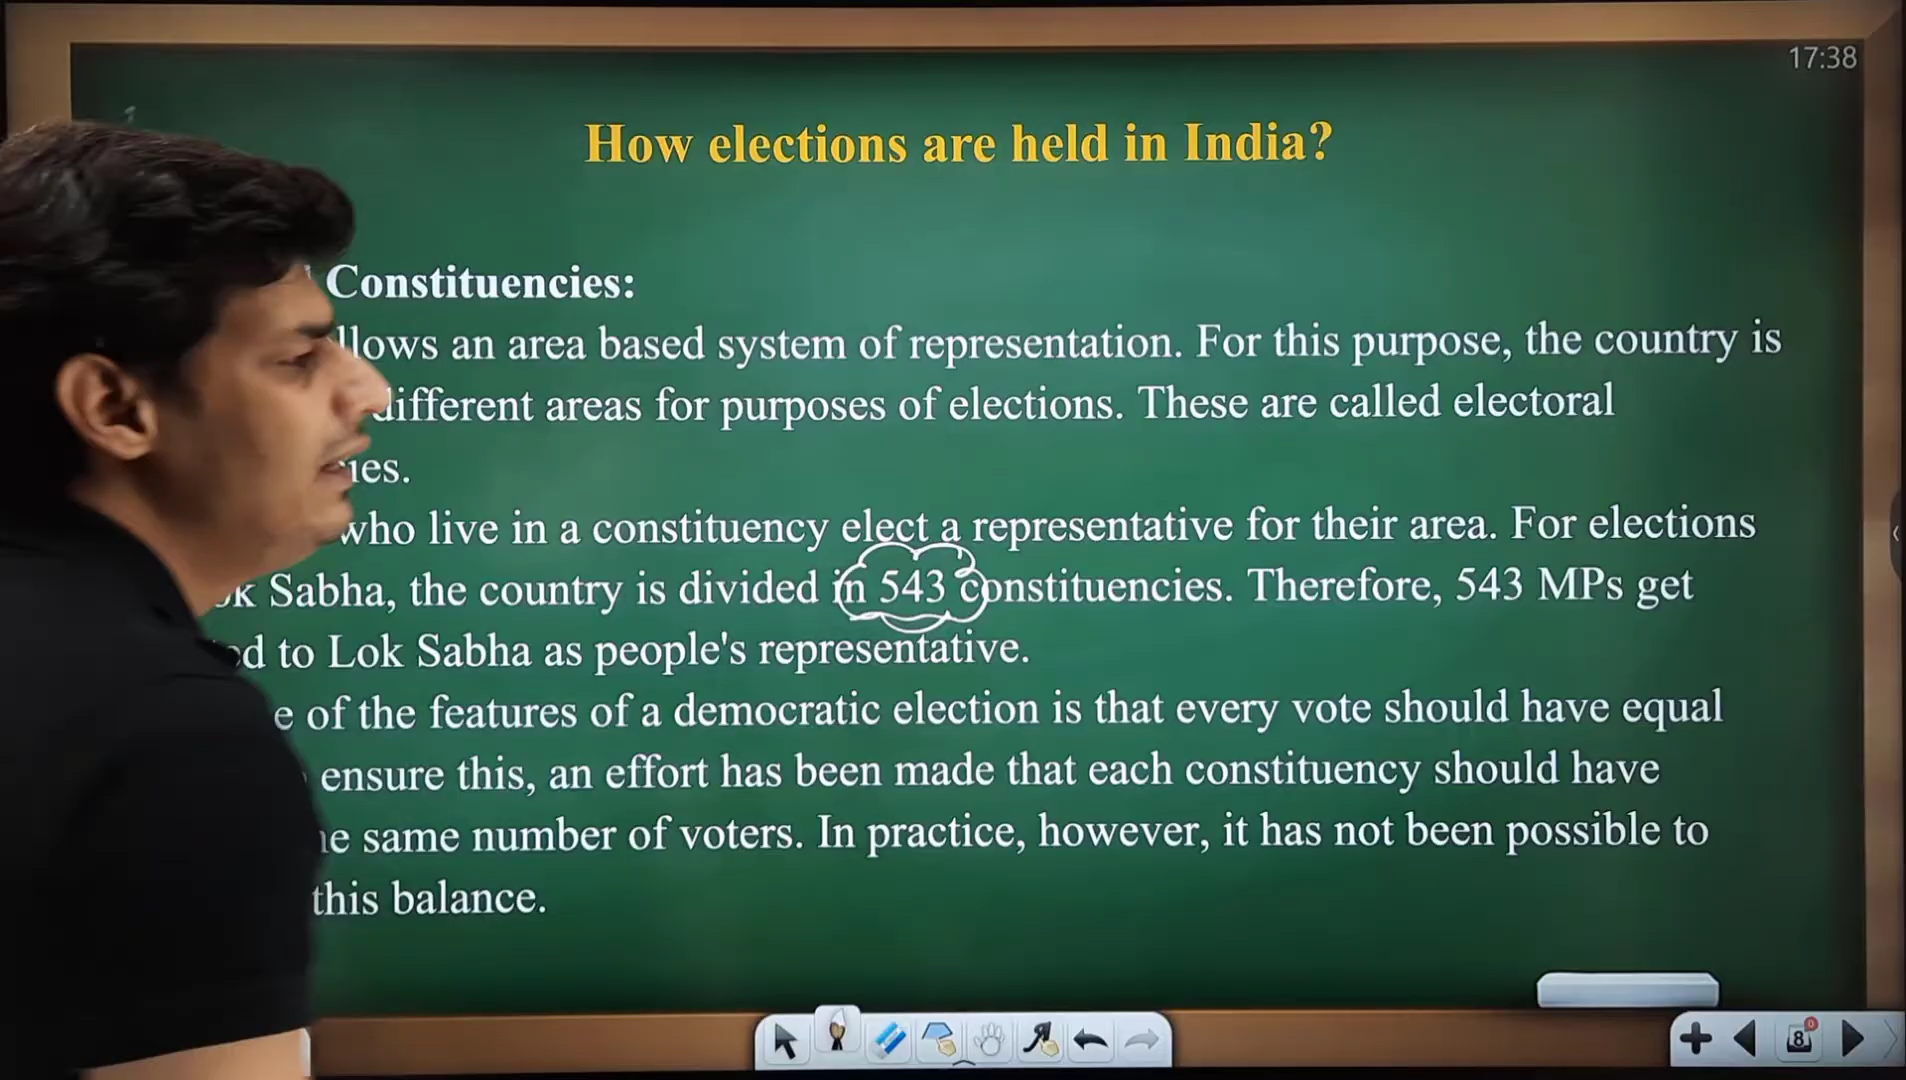 17:38
How elections are held in India?
Constituencies:
an area based system of representation. For this purpose, the country is
different areas for purposes of elections. These are called electoral
who live in a constituency elect a representative for their area. For elections
Sabha, the country is divided in 543 constituencies. Therefore, 543 MPs get
to Lok Sabha as people's representative.
of the features of a democratic election is that every vote should have equal
ensure this, an effort has been made that each constituency should have
same number of voters. In practice, however, it has not been possible to
this balance.
8
0